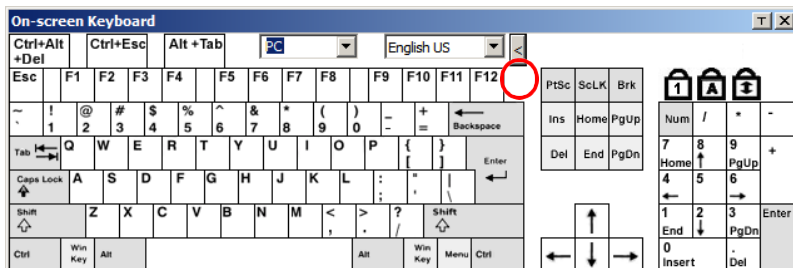 On-screen Keyboard T X
Ctrl+Alt +Del Ctrl+Esc Alt +Tab PC English US <
Esc F1 F2 F3 F4 F5 F6 F7 F8 F9 F10 F11 F12 PtSc ScLK Brk 1 A
~ ` ! 1 @ 2 # 3 $ 4 % 5 ^ 6 & 7 * 8 ( 9 ) 0 _ - + = Backspace Ins Home PgUp Num / * -
Tab Q W E R T Y U I O P { [ } ] Enter Del End PgDn 7 Home 8 9 PgUp +
Caps Lock A S D F G H J K L : ; " ' | \ 4 5 6
Shift Z X C V B N M < , > . ? / Shift 1 End 2 3 PgDn Enter
Ctrl Win Key Alt Alt Win Key Menu Ctrl 0 Insert . Del